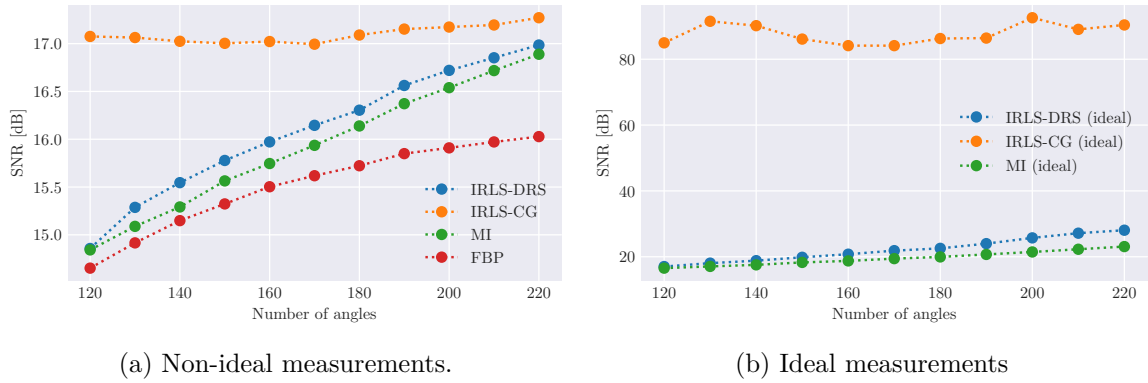 SNR [dB]
17.0
16.5
16.0
15.5
15.0
120
140
160
180
200
220
Number of angles
IRLS-DRS
IRLS-CG
MI
FBP
(a) Non-ideal measurements.
SNR [dB]
80
60
40
20
120
140
160
180
200
220
Number of angles
IRLS-DRS (ideal)
IRLS-CG (ideal)
MI (ideal)
(b) Ideal measurements